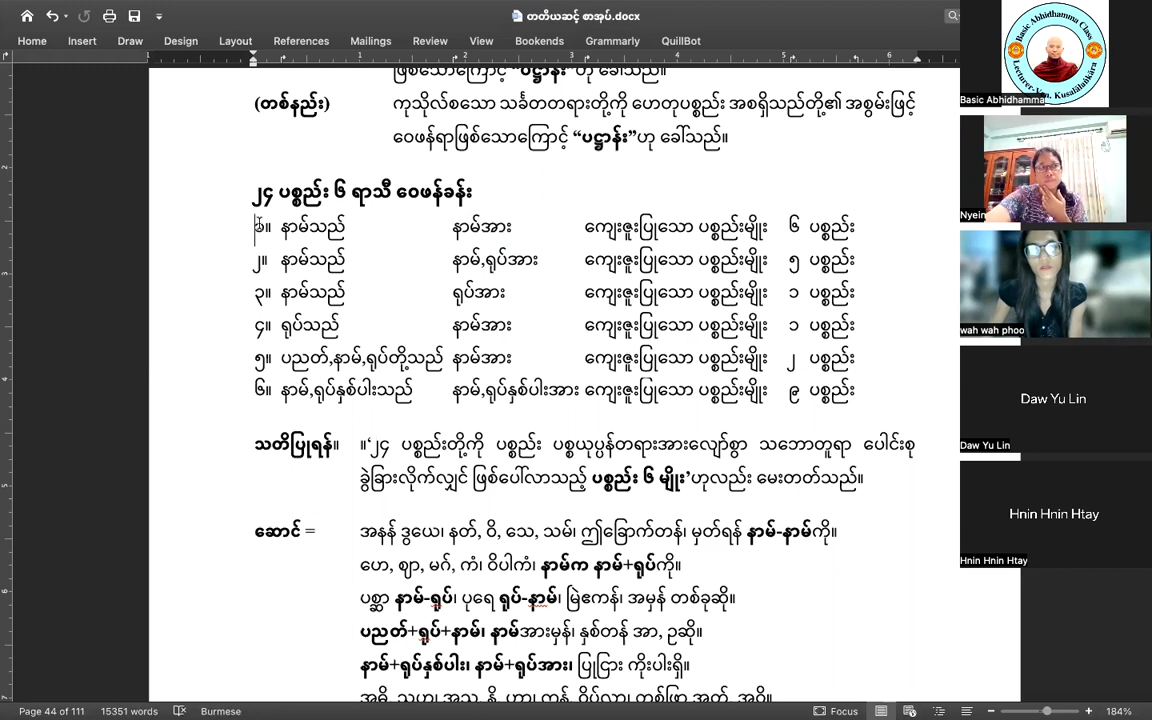 တတိယဆင့် စာအုပ်.docx
Home Insert Draw Design Layout References Mailings Review View Bookends Grammarly QuillBot
ဖြစ်သောကြောင့် “ပဋ္ဌာန်း”ဟု ခေါ်သည်။
(တစ်နည်း) ကုသိုလ်စသော သင်္ခတတရားတို့ကို ဟေတုပစ္စည်း အစရှိသည်တို့၏ အစွမ်းဖြင့်
ဝေဖန်ရာဖြစ်သောကြောင့် “ပဋ္ဌာန်း”ဟု ခေါ်သည်။
၂၄ ပစ္စည်း ၆ ရာသီ ဝေဖန်ခန်း
၁။ နာမ်သည် နာမ်အား ကျေးဇူးပြုသော ပစ္စည်းမျိုး ၆ ပစ္စည်း
၂။ နာမ်သည် နာမ်,ရုပ်အား ကျေးဇူးပြုသော ပစ္စည်းမျိုး ၅ ပစ္စည်း
၃။ နာမ်သည် ရုပ်အား ကျေးဇူးပြုသော ပစ္စည်းမျိုး ၁ ပစ္စည်း
၄။ ရုပ်သည် နာမ်အား ကျေးဇူးပြုသော ပစ္စည်းမျိုး ၁ ပစ္စည်း
၅။ ပညတ်,နာမ်,ရုပ်တို့သည် နာမ်အား ကျေးဇူးပြုသော ပစ္စည်းမျိုး ၂ ပစ္စည်း
၆။ နာမ်,ရုပ်နှစ်ပါးသည် နာမ်,ရုပ်နှစ်ပါးအား ကျေးဇူးပြုသော ပစ္စည်းမျိုး ၉ ပစ္စည်း
သတိပြုရန်။ ။‘၂၄ ပစ္စည်းတို့ကို ပစ္စည်း ပစ္စယုပ္ပန်တရားအားလျော်စွာ သဘောတူရာ ပေါင်းစု
ခွဲခြားလိုက်လျှင် ဖြစ်ပေါ်လာသည့် ပစ္စည်း ၆ မျိုး’ဟုလည်း မေးတတ်သည်။
ဆောင် = အနန် ဒွယေ၊ နတ်, ဝိ, သေ, သမ်၊ ဤခြောက်တန်၊ မှတ်ရန် နာမ်-နာမ်ကို။
ဟေ, ဈာ, မဂ်, ကံ၊ ဝိပါကံ၊ နာမ်က နာမ်+ရုပ်ကို။
ပစ္ဆာ နာမ်-ရုပ်၊ ပုရေ ရုပ်-နာမ်၊ မြဲဧကန်၊ အမှန် တစ်ခုဆို။
ပညတ်+ရုပ်+နာမ်၊ နာမ်အားမှန်၊ နှစ်တန် အာ, ဥဆို။
နာမ်+ရုပ်နှစ်ပါး၊ နာမ်+ရုပ်အား၊ ပြုငြား ကိုးပါးရှိ။
Basic Abhidhamma Class
Lecturer-Ven. Kusalālaṅkāra
Basic Abhidhamma
Nyein
wah wah phoo
Daw Yu Lin
Daw Yu Lin
Hnin Hnin Htay
Hnin Hnin Htay
Page 44 of 111 15351 words Burmese Focus 184%